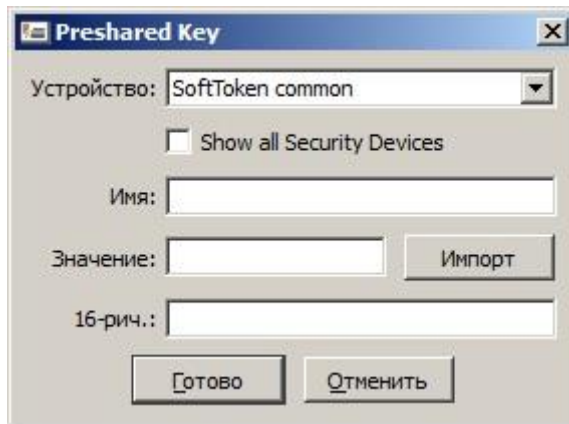 Preshared Key
Устройство: SoftToken common
Show all Security Devices
Имя:
Значение: Импорт
16-рич.:
Готово Отменить